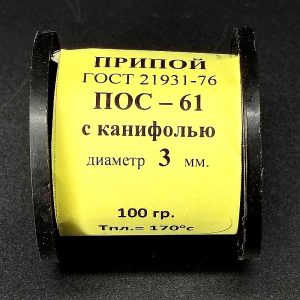 ПРИПОЙ
ГОСТ 21931-76
ПОС – 61
с канифолью
диаметр 3 мм.
100 гр.
Тпл.= 170°с